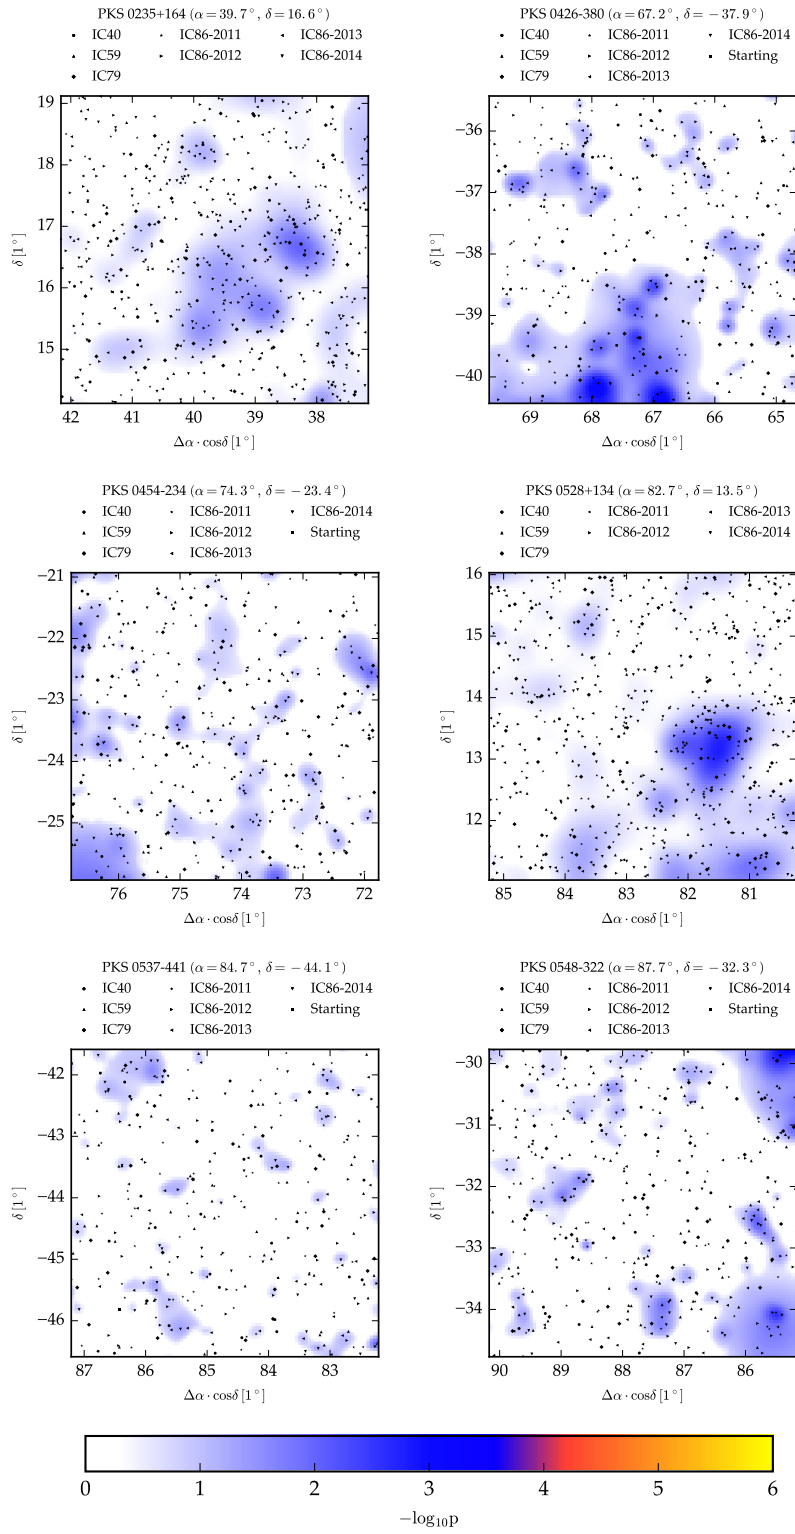 PKS 0235+164 (α = 39.7°, δ = 16.6°)
IC40 IC86-2011 IC86-2013
IC59 IC86-2012 IC86-2014
IC79
19
18
17
16
15
δ [1°]
42 41 40 39 38
Δα · cosδ [1°]
PKS 0426-380 (α = 67.2°, δ = −37.9°)
IC40 IC86-2011 IC86-2014
IC59 IC86-2012 Starting
IC79 IC86-2013
−36
−37
−38
−39
−40
δ [1°]
69 68 67 66 65
Δα · cosδ [1°]
PKS 0454-234 (α = 74.3°, δ = −23.4°)
IC40 IC86-2011 IC86-2014
IC59 IC86-2012 Starting
IC79 IC86-2013
−21
−22
−23
−24
−25
δ [1°]
76 75 74 73 72
Δα · cosδ [1°]
PKS 0528+134 (α = 82.7°, δ = 13.5°)
IC40 IC86-2011 IC86-2013
IC59 IC86-2012 IC86-2014
IC79
16
15
14
13
12
δ [1°]
85 84 83 82 81
Δα · cosδ [1°]
PKS 0537-441 (α = 84.7°, δ = −44.1°)
IC40 IC86-2011 IC86-2014
IC59 IC86-2012 Starting
IC79 IC86-2013
−42
−43
−44
−45
−46
δ [1°]
87 86 85 84 83
Δα · cosδ [1°]
PKS 0548-322 (α = 87.7°, δ = −32.3°)
IC40 IC86-2011 IC86-2014
IC59 IC86-2012 Starting
IC79 IC86-2013
−30
−31
−32
−33
−34
δ [1°]
90 89 88 87 86
Δα · cosδ [1°]
0 1 2 3 4 5 6
−log₁₀p